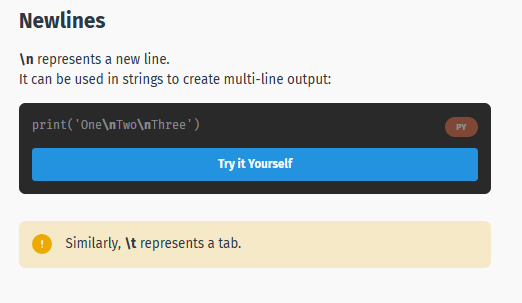 Newlines
\n represents a new line.
It can be used in strings to create multi-line output:
print('One\nTwo\nThree')
PY
Try it Yourself
!
Similarly, \t represents a tab.